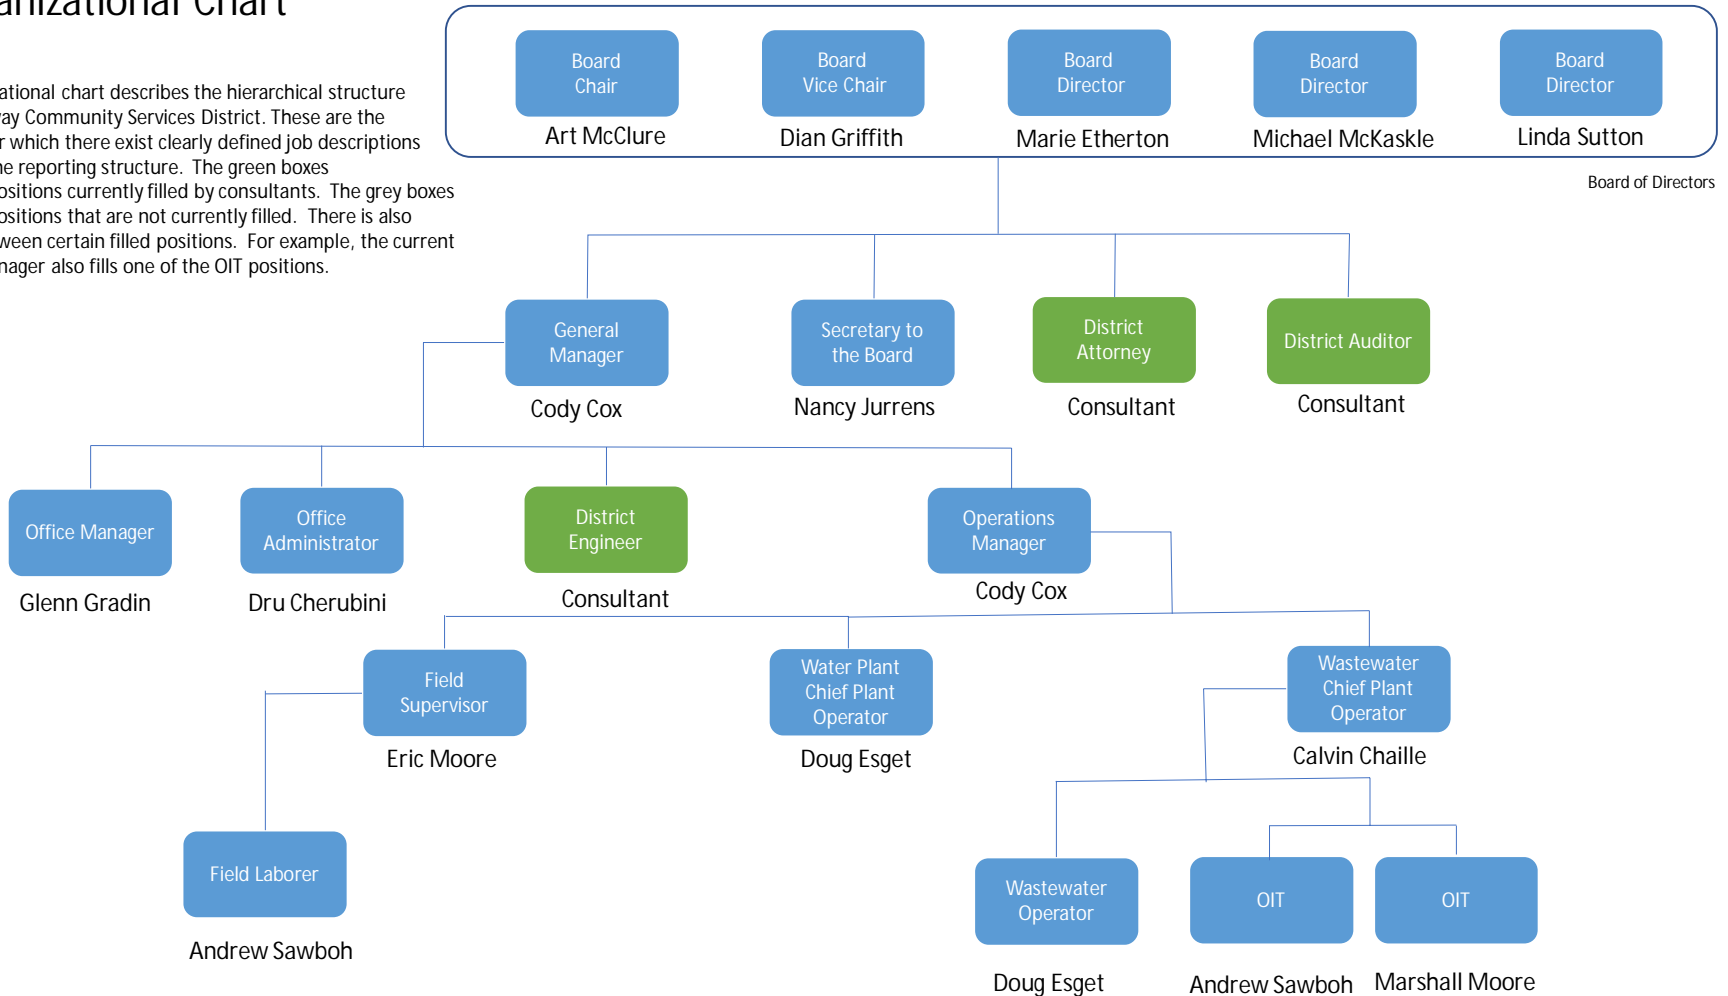 anizational Chart
ational chart describes the hierarchical structure
way Community Services District. These are the
r which there exist clearly defined job descriptions
ne reporting structure. The green boxes
ositions currently filled by consultants. The grey boxes
ositions that are not currently filled. There is also
ween certain filled positions. For example, the current
nager also fills one of the OIT positions.
Board
Chair
Art McClure
Board
Vice Chair
Dian Griffith
Board
Director
Marie Etherton
Board
Director
Michael McKaskle
Board
Director
Linda Sutton
Board of Directors
General
Manager
Cody Cox
Secretary to
the Board
Nancy Jurrens
District
Attorney
Consultant
District Auditor
Consultant
Office Manager
Glenn Gradin
Office
Administrator
Dru Cherubini
District
Engineer
Consultant
Operations
Manager
Cody Cox
Field
Supervisor
Eric Moore
Water Plant
Chief Plant
Operator
Doug Esget
Wastewater
Chief Plant
Operator
Calvin Chaille
Field Laborer
Andrew Sawboh
Wastewater
Operator
Doug Esget
OIT
Andrew Sawboh
OIT
Marshall Moore